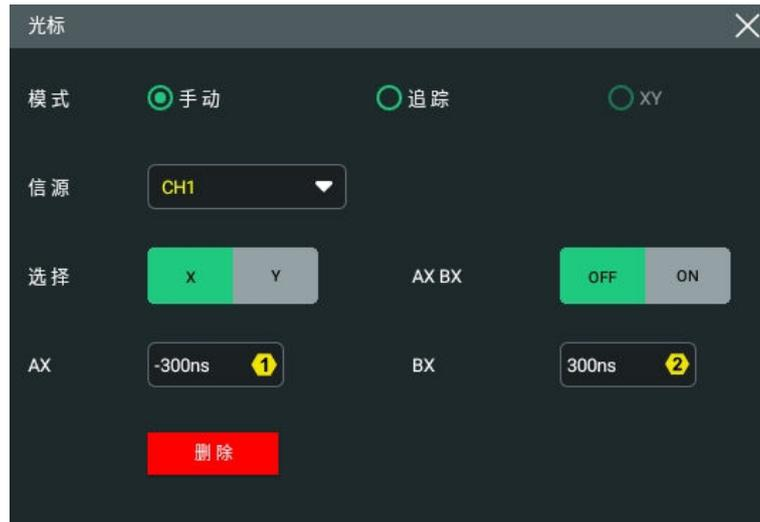 光标
模式 手动 追踪 XY
信源 CH1
选择 X Y AX BX OFF ON
AX -300ns 1 BX 300ns 2
删除